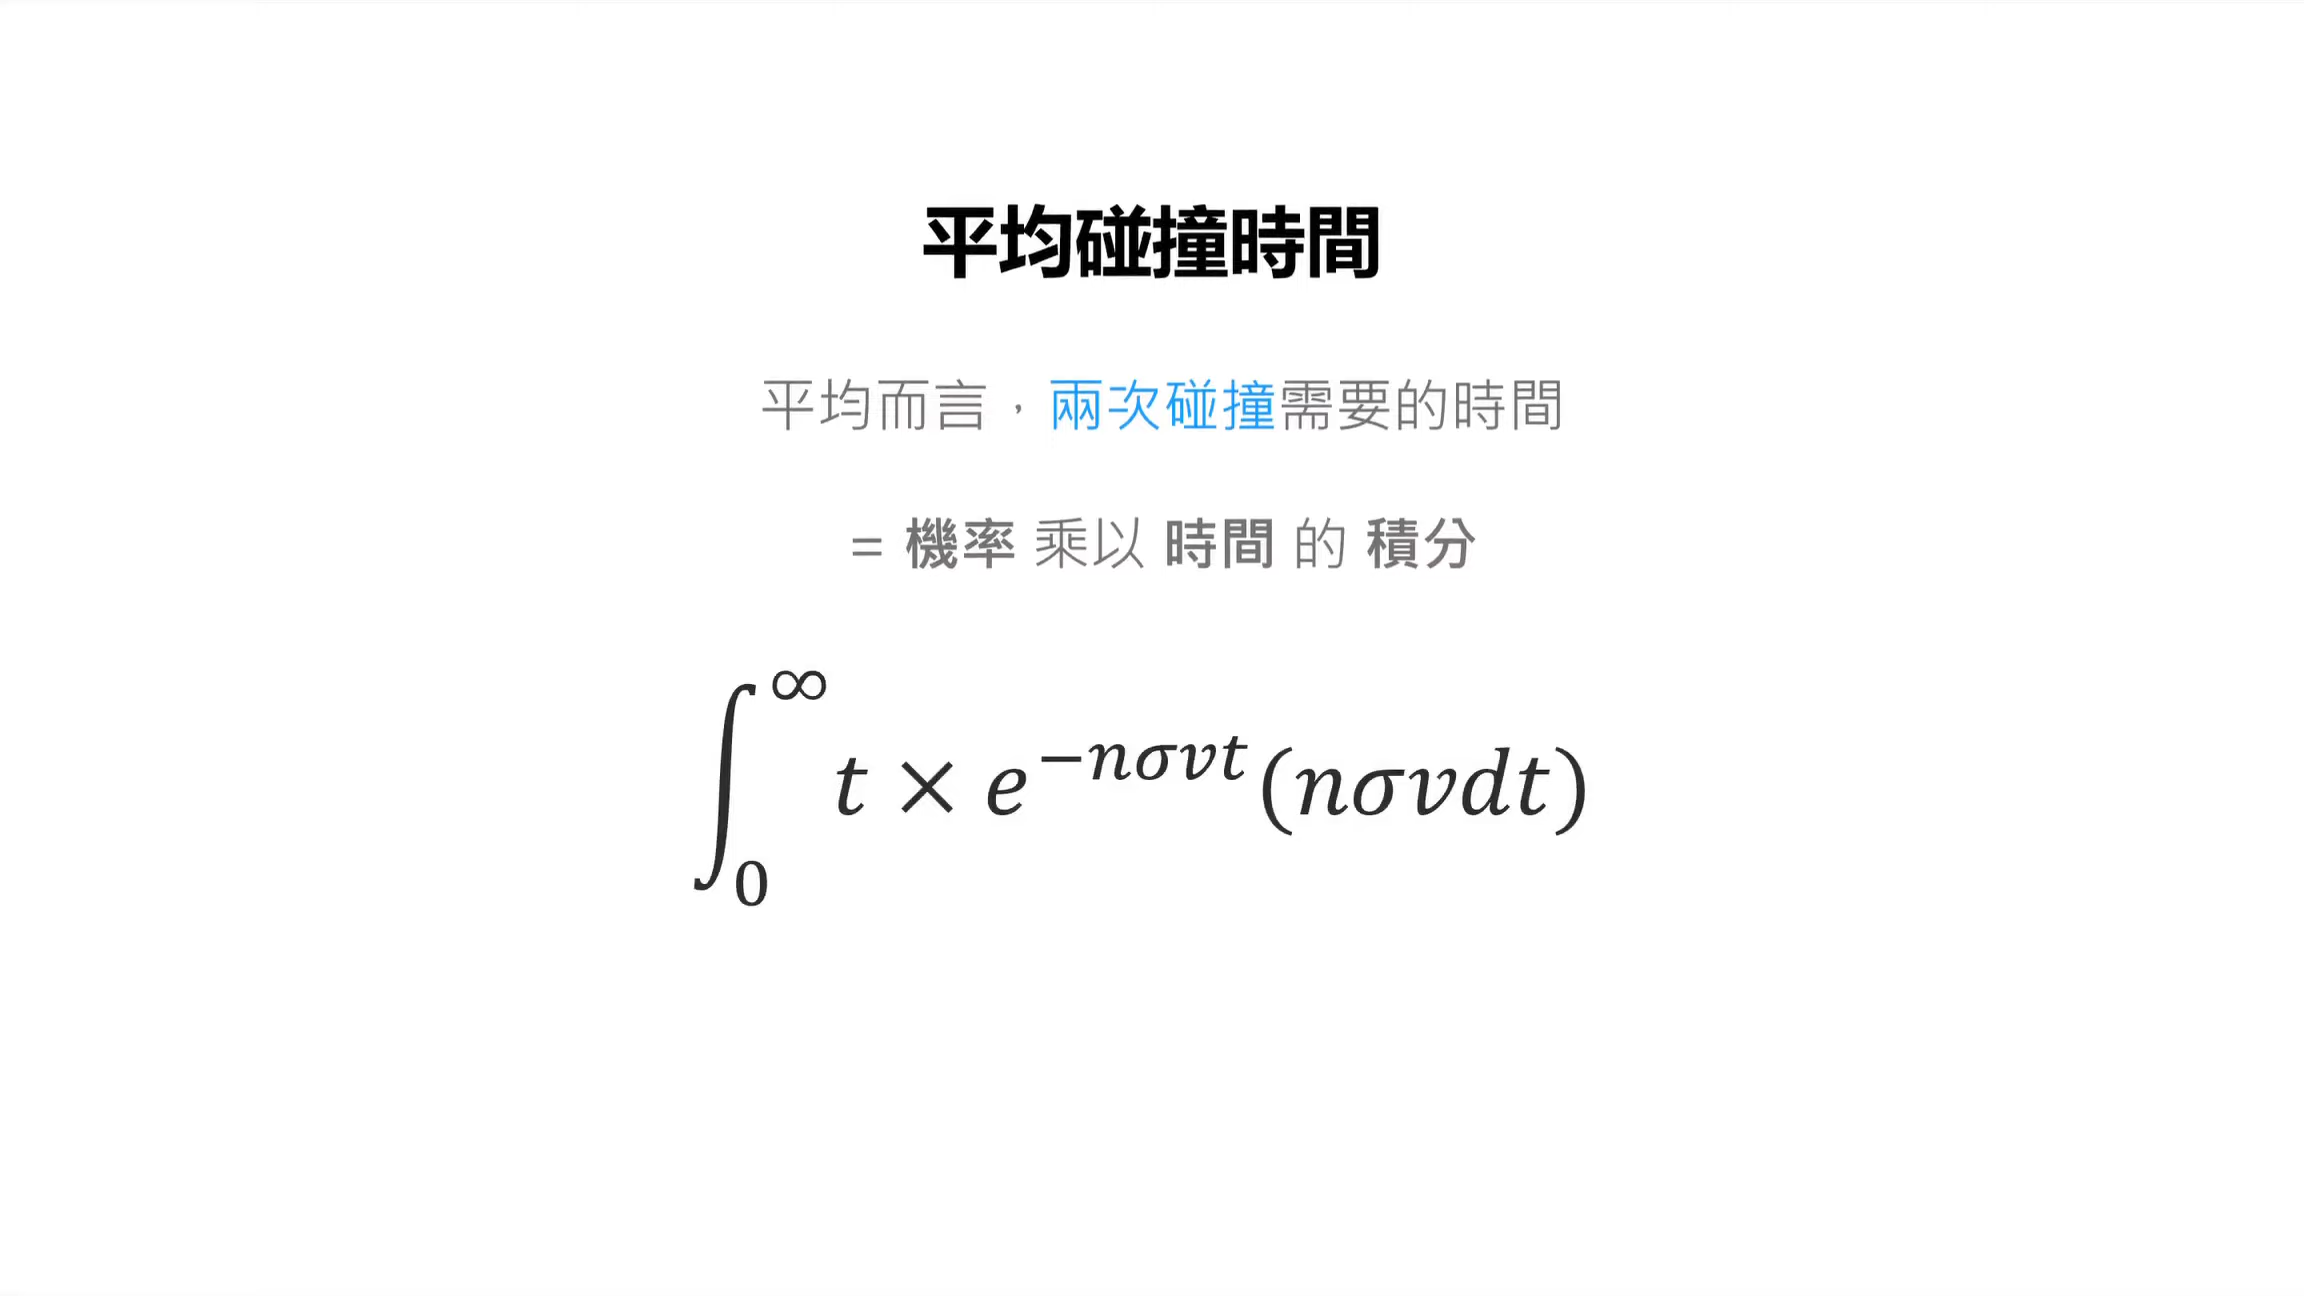 平均碰撞時間
平均而言，兩次碰撞需要的時間
= 機率 乘以 時間 的 積分
∫₀^∞ t × e^{−nσvt}(nσvdt)